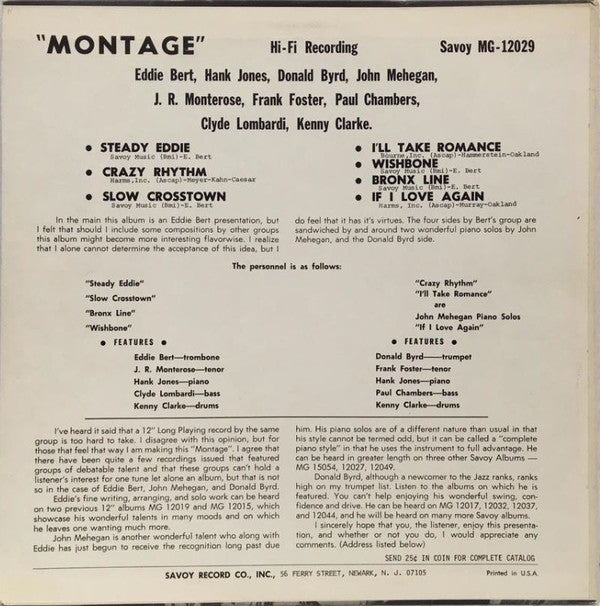 "MONTAGE" Hi-Fi Recording Savoy MG-12029
Eddie Bert, Hank Jones, Donald Byrd, John Mehegan,
J. R. Monterose, Frank Foster, Paul Chambers,
Clyde Lombardi, Kenny Clarke.
● STEADY EDDIE
Savoy Music (Bmi)-E. Bert
● CRAZY RHYTHM
Harms,Inc. (Ascap)-Meyer-Kahn-Caesar
● SLOW CROSSTOWN
Savoy Music (Bmi)-E. Bert
● I'LL TAKE ROMANCE
Bourne,Inc. (Ascap)-Hammerstein-Oakland
● WISHBONE
Savoy Music (Bmi)-E. Bert
● BRONX LINE
Savoy Music (Bmi)-E. Bert
● IF I LOVE AGAIN
Harms, Inc. (Ascap)-Murray-Oakland
In the main this album is an Eddie Bert presentation, but
I felt that should I include some compositions by other groups
this album might become more interesting flavorwise. I realize
that I alone cannot determine the acceptance of this idea, but I
do feel that it has it's virtues. The four sides by Bert's group are
sandwiched by and around two wonderful piano solos by John
Mehegan, and the Donald Byrd side.
The personnel is as follows:
"Steady Eddie"
"Slow Crosstown"
"Bronx Line"
"Wishbone"
● FEATURES ●
Eddie Bert—trombone
J. R. Monterose—tenor
Hank Jones—piano
Clyde Lombardi—bass
Kenny Clarke—drums
"Crazy Rhythm"
"I'll Take Romance"
are
John Mehegan Piano Solos
"If I Love Again"
● FEATURES ●
Donald Byrd—trumpet
Frank Foster—tenor
Hank Jones—piano
Paul Chambers—bass
Kenny Clarke—drums
I've heard it said that a 12" Long Playing record by the same
group is too hard to take. I disagree with this opinion, but for
those that feel that way I am making this "Montage". I agree that
there have been quite a few recordings issued that featured
groups of debatable talent and that these groups can't hold a
listener's interest for one tune let alone an album, but that is not
so in the case of Eddie Bert, John Mehegan, and Donald Byrd.
Eddie's fine writing, arranging, and solo work can be heard
on two previous 12" albums MG 12019 and MG 12015, which
showcase his wonderful talents in many moods and on which
he leaves one wanting much more.
John Mehegan is another wonderful talent who along with
Eddie has just begun to receive the recognition long past due
him. His piano solos are of a different nature than usual in that
his style cannot be termed odd, but it can be called a "complete
piano style" in that he uses the instrument to full advantage. He
can be heard in greater length on three other Savoy Albums —
MG 15054, 12027, 12049.
Donald Byrd, although a newcomer to the Jazz ranks, ranks
high on my trumpet list. Listen to the albums on which he is
featured. You can't help enjoying his wonderful swing, con-
fidence and drive. He can be heard on MG 12017, 12032, 12037,
and 12044, and he will be heard on many more Savoy albums.
I sincerely hope that you, the listener, enjoy this presenta-
tion, and whether or not you do, I would appreciate any
comments. (Address listed below)
SEND 25¢ IN COIN FOR COMPLETE CATALOG
SAVOY RECORD CO., INC., 56 FERRY STREET, NEWARK, N. J. 07105 Printed in U.S.A.